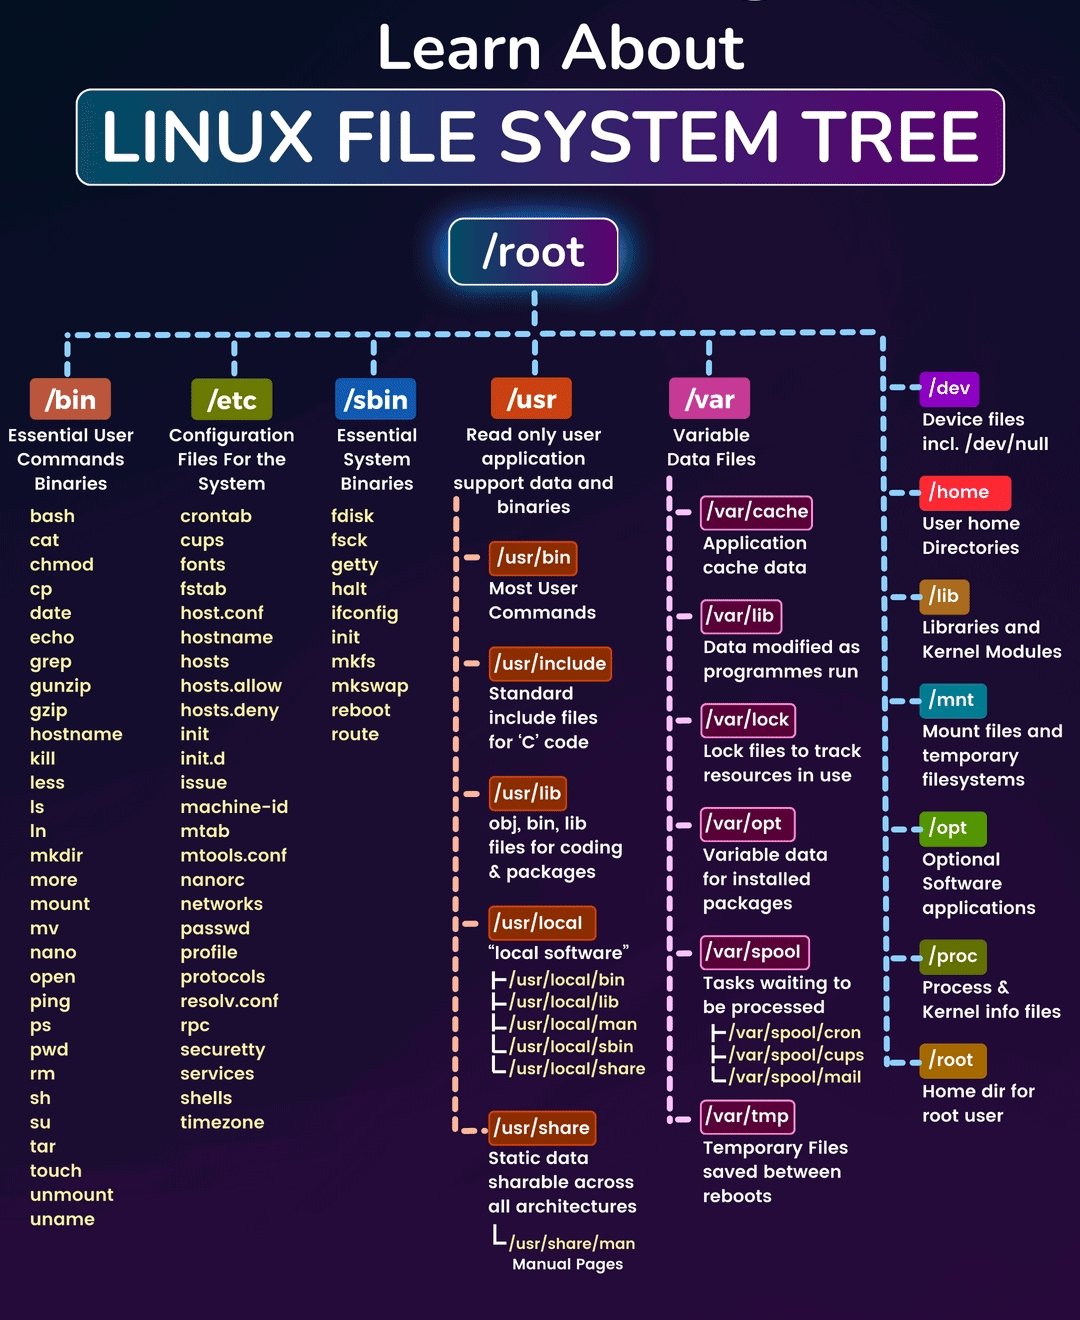 Learn About
LINUX FILE SYSTEM TREE
/root
/bin
Essential User
Commands
Binaries
bash
cat
chmod
cp
date
echo
grep
gunzip
gzip
hostname
kill
less
ls
ln
mkdir
more
mount
mv
nano
open
ping
ps
pwd
rm
sh
su
tar
touch
unmount
uname
/etc
Configuration
Files For the
System
crontab
cups
fonts
fstab
host.conf
hostname
hosts
hosts.allow
hosts.deny
init
init.d
issue
machine-id
mtab
mtools.conf
nanorc
networks
passwd
profile
protocols
resolv.conf
rpc
securetty
services
shells
timezone
/sbin
Essential
System
Binaries
fdisk
fsck
getty
halt
ifconfig
init
mkfs
mkswap
reboot
route
/usr
Read only user
application
support data and
binaries
/usr/bin
Most User
Commands
/usr/include
Standard
include files
for ‘C’ code
/usr/lib
obj, bin, lib
files for coding
& packages
/usr/local
“local software”
/usr/local/bin
/usr/local/lib
/usr/local/man
/usr/local/sbin
/usr/local/share
/usr/share
Static data
sharable across
all architectures
/usr/share/man
Manual Pages
/var
Variable
Data Files
/var/cache
Application
cache data
/var/lib
Data modified as
programmes run
/var/lock
Lock files to track
resources in use
/var/opt
Variable data
for installed
packages
/var/spool
Tasks waiting to
be processed
/var/spool/cron
/var/spool/cups
/var/spool/mail
/var/tmp
Temporary Files
saved between
reboots
/dev
Device files
incl. /dev/null
/home
User home
Directories
/lib
Libraries and
Kernel Modules
/mnt
Mount files and
temporary
filesystems
/opt
Optional
Software
applications
/proc
Process &
Kernel info files
/root
Home dir for
root user